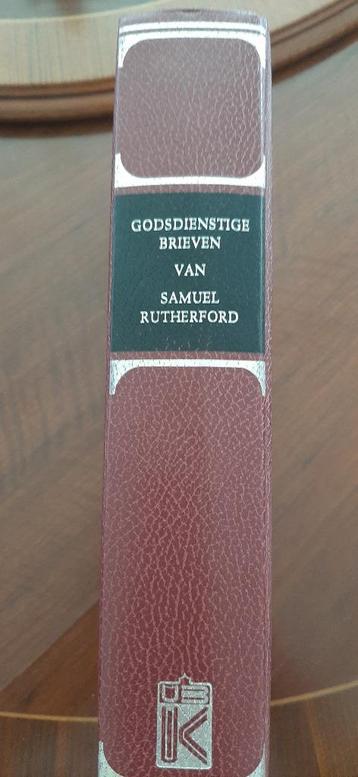 GODSDIENSTIGE
BRIEVEN
VAN
SAMUEL
RUTHERFORD